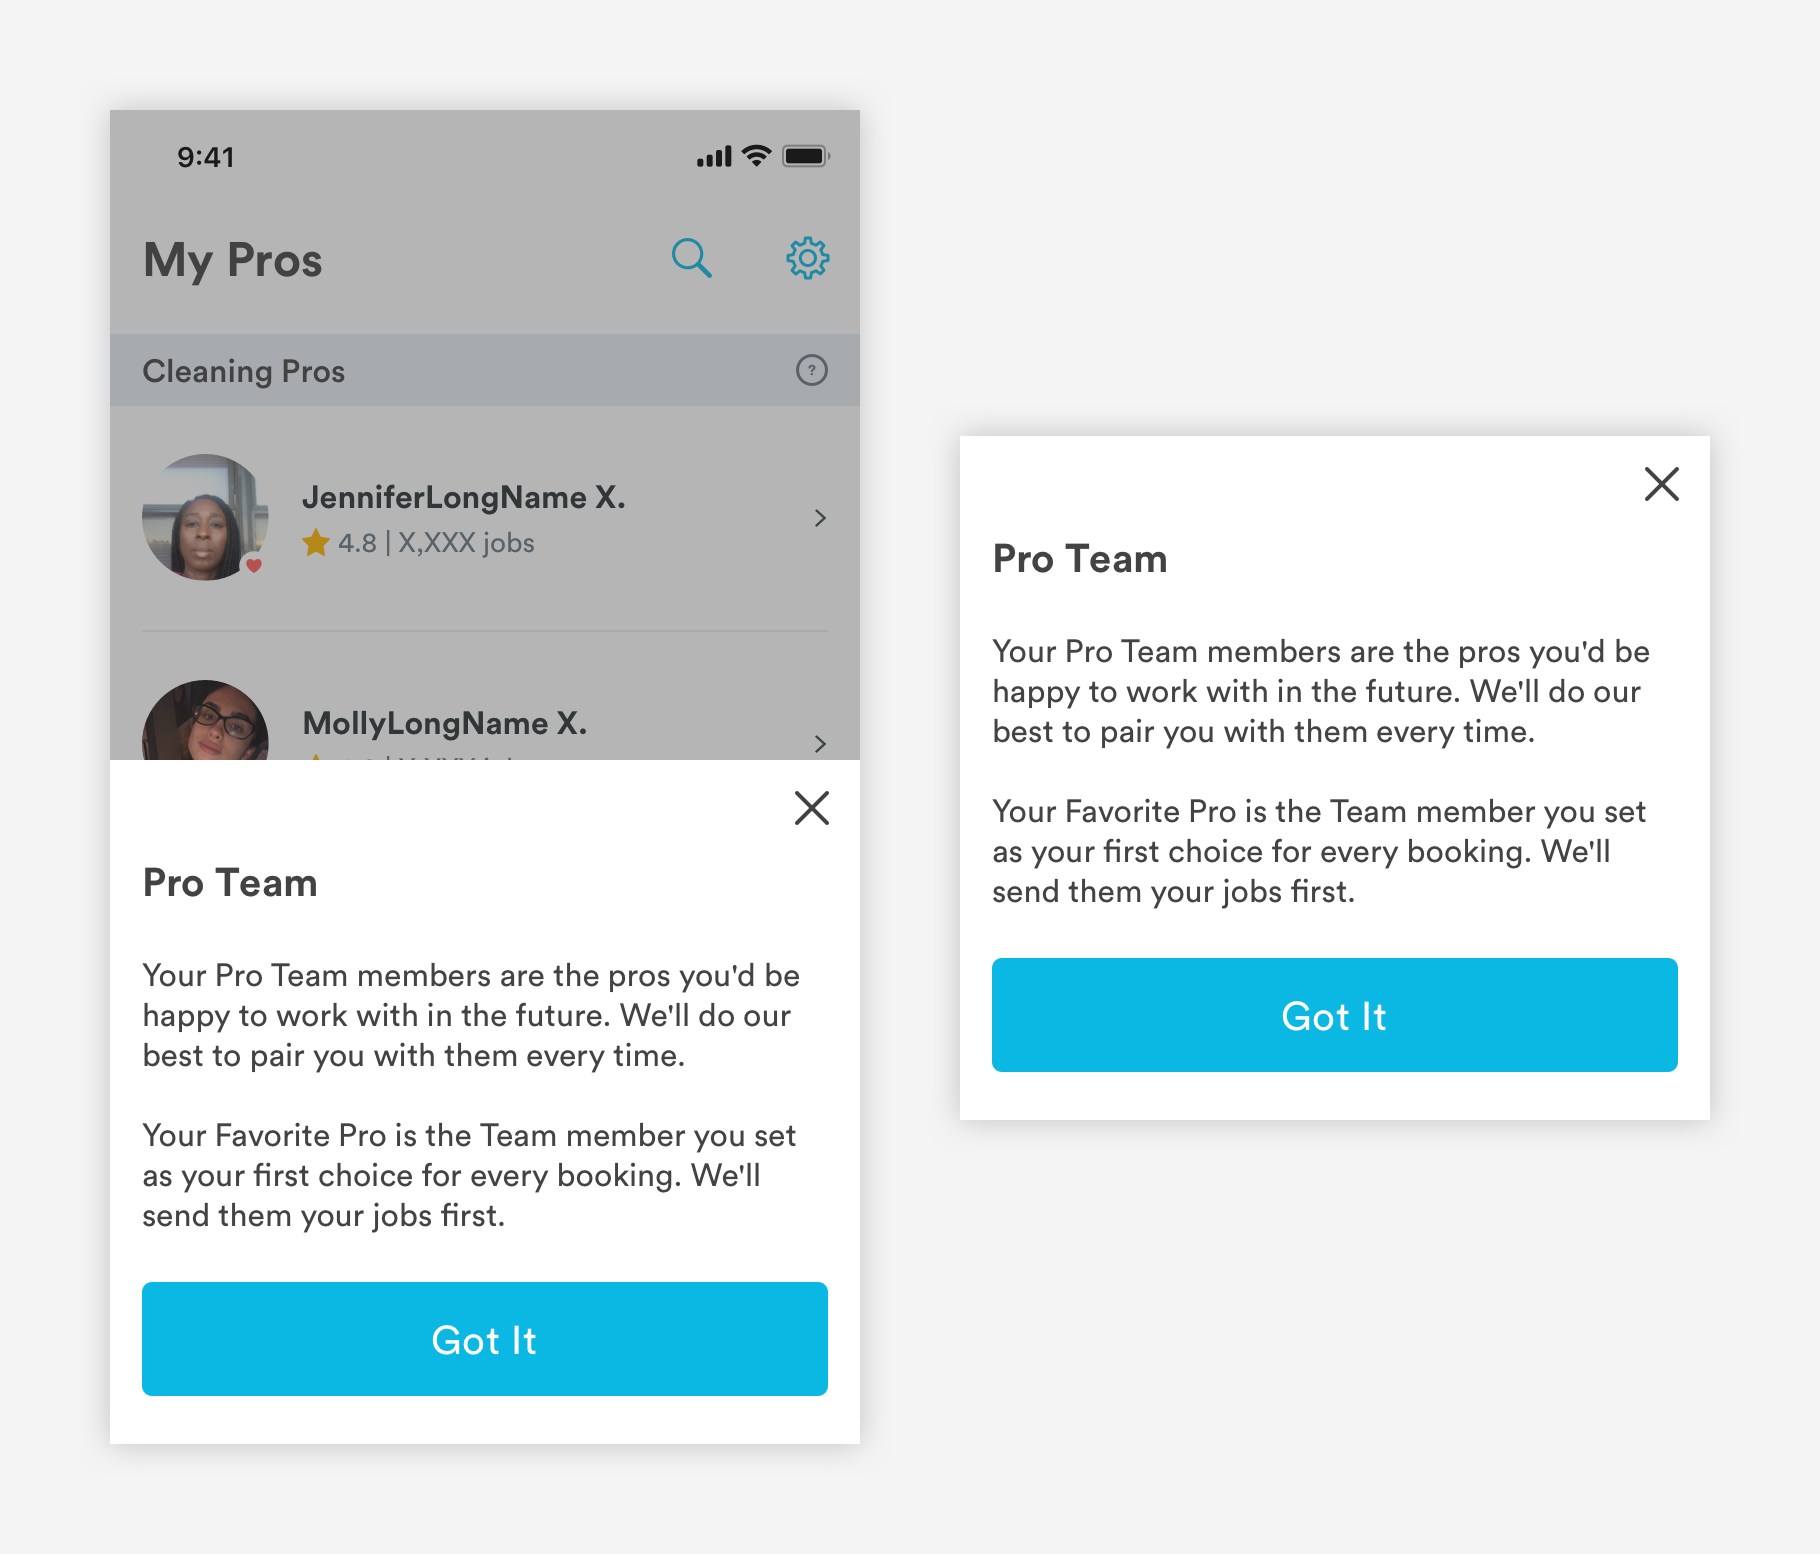 9:41
My Pros
Cleaning Pros
?
JenniferLongName X.
4.8 | X,XXX jobs
MollyLongName X.
Pro Team
Your Pro Team members are the pros you'd be
happy to work with in the future. We'll do our
best to pair you with them every time.
Your Favorite Pro is the Team member you set
as your first choice for every booking. We'll
send them your jobs first.
Got It
Pro Team
Your Pro Team members are the pros you'd be
happy to work with in the future. We'll do our
best to pair you with them every time.
Your Favorite Pro is the Team member you set
as your first choice for every booking. We'll
send them your jobs first.
Got It